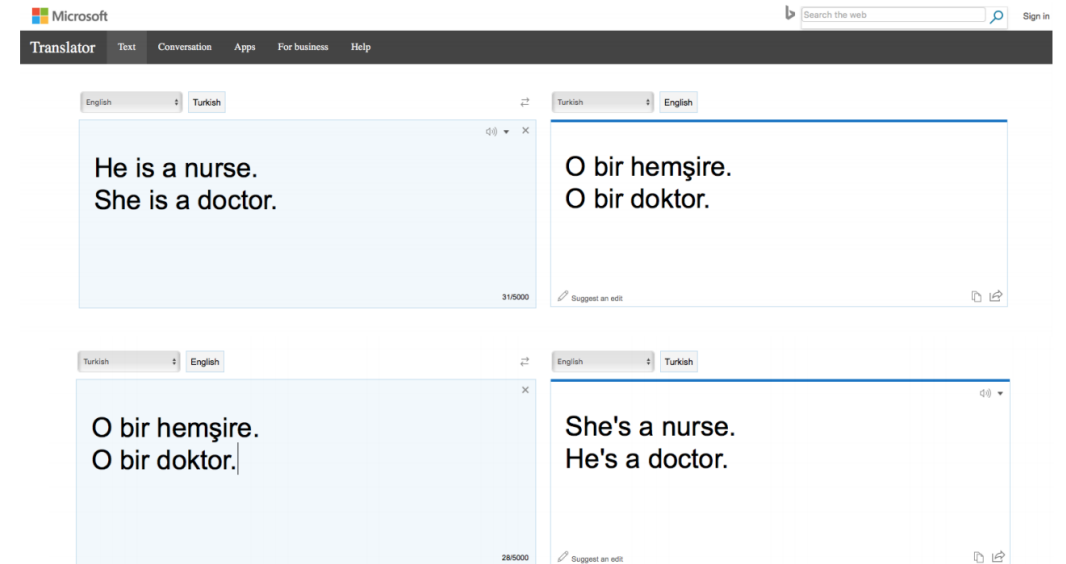 Microsoft
Search the web
Sign in
Translator Text Conversation Apps For business Help
English Turkish
Turkish English
He is a nurse.
She is a doctor.
31/5000
O bir hemşire.
O bir doktor.
Suggest an edit
Turkish English
English Turkish
O bir hemşire.
O bir doktor.
28/5000
She's a nurse.
He's a doctor.
Suggest an edit